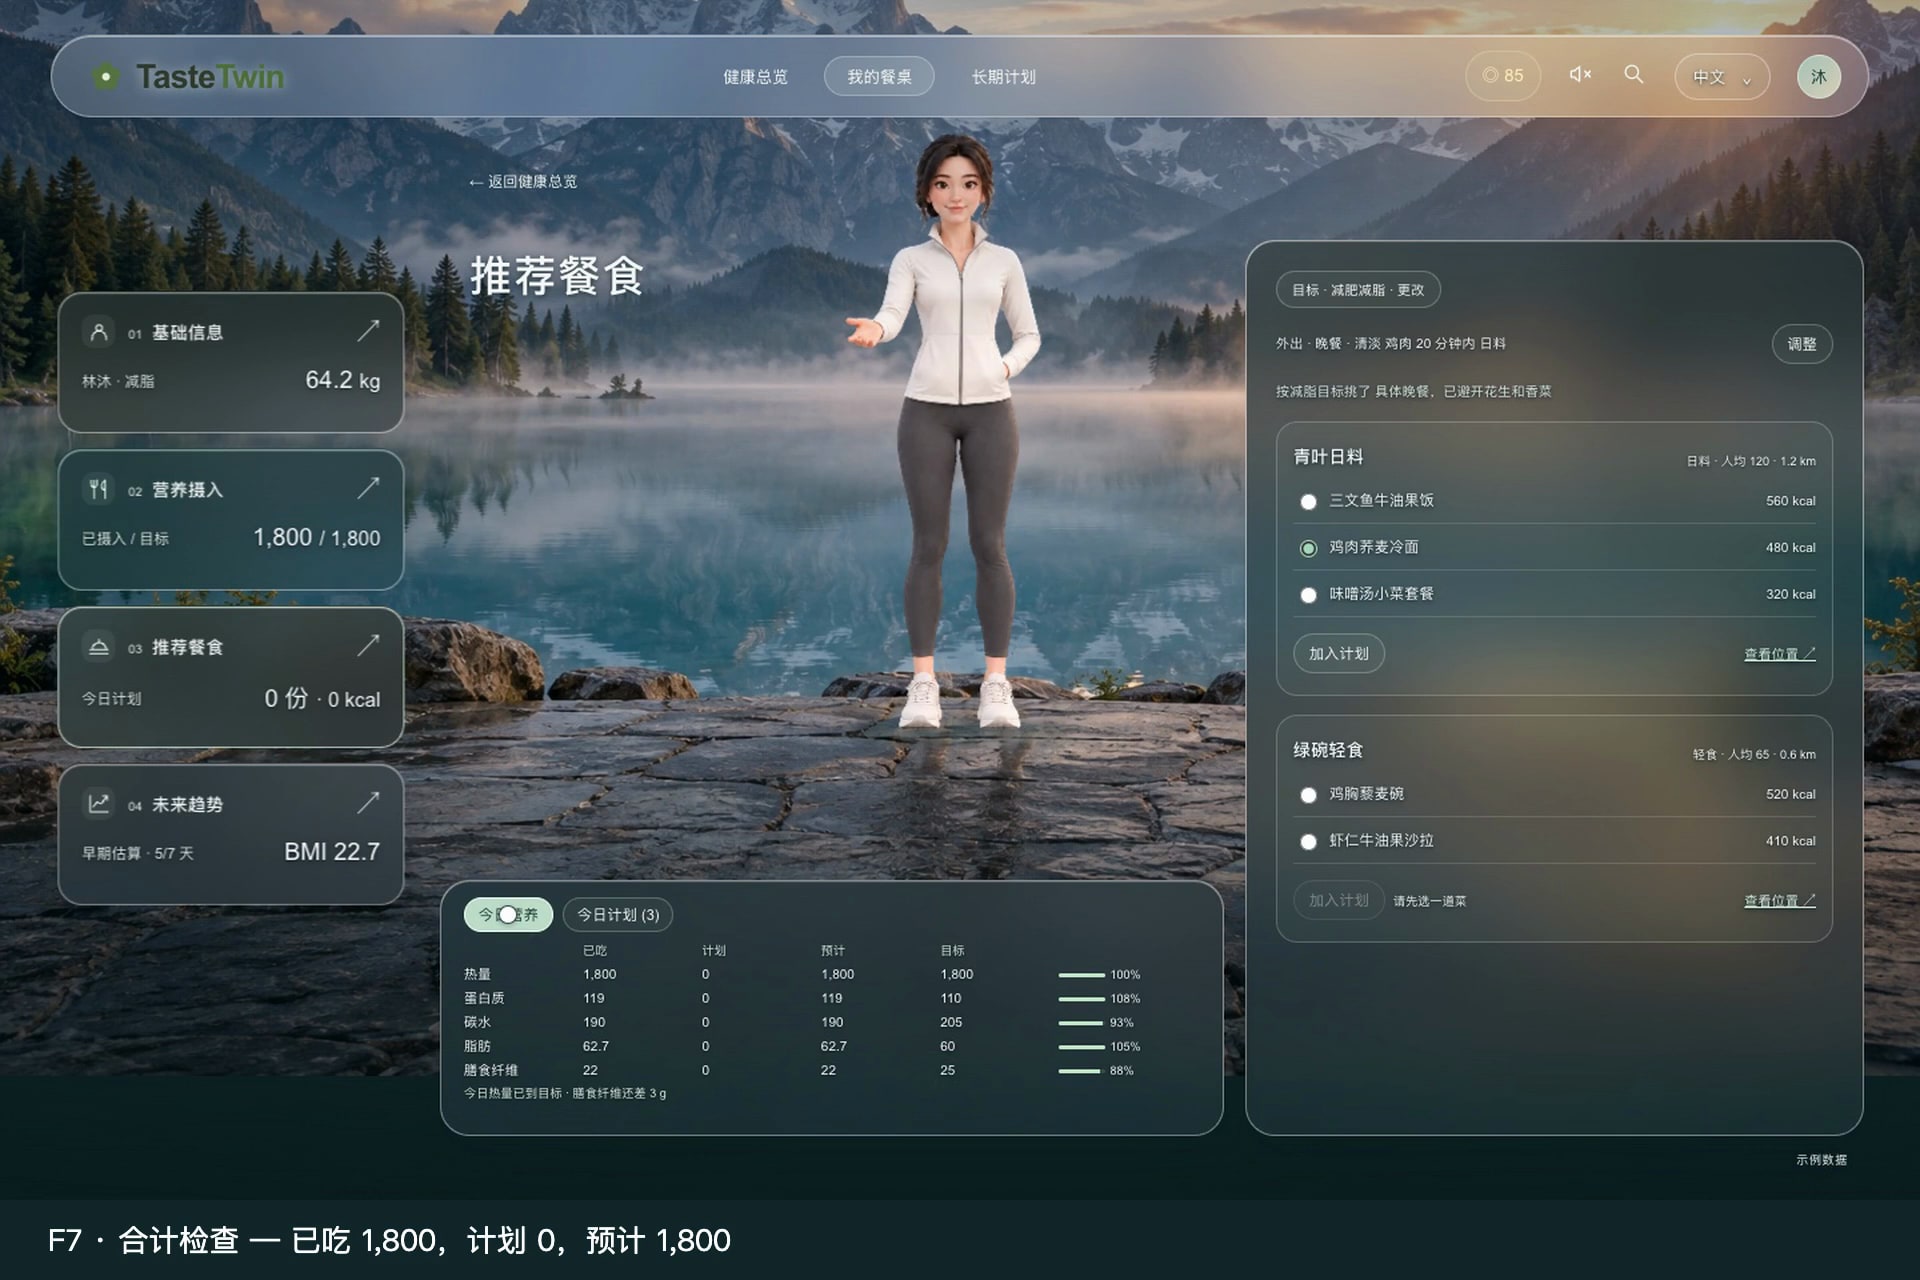 TasteTwin
健康总览
我的餐桌
长期计划
85
中文
沐
← 返回健康总览
推荐餐食
01 基础信息
林沐 · 减脂
64.2 kg
02 营养摄入
已摄入 / 目标
1,800 / 1,800
03 推荐餐食
今日计划
0 份 · 0 kcal
04 未来趋势
早期估算 · 5/7 天
BMI 22.7
目标 · 减肥减脂 · 更改
外出 · 晚餐 · 清淡 鸡肉 20 分钟内 日料
调整
按减脂目标挑了 具体晚餐，已避开花生和香菜
青叶日料
日料 · 人均 120 · 1.2 km
三文鱼牛油果饭
560 kcal
鸡肉荞麦冷面
480 kcal
味噌汤小菜套餐
320 kcal
加入计划
查看位置 ↗
绿碗轻食
轻食 · 人均 65 · 0.6 km
鸡胸藜麦碗
520 kcal
虾仁牛油果沙拉
410 kcal
加入计划
请先选一道菜
查看位置 ↗
今 养
今日计划 (3)
已吃 计划 预计 目标
热量 1,800 0 1,800 1,800 100%
蛋白质 119 0 119 110 108%
碳水 190 0 190 205 93%
脂肪 62.7 0 62.7 60 105%
膳食纤维 22 0 22 25 88%
今日热量已到目标 · 膳食纤维还差 3 g
示例数据
F7 · 合计检查 — 已吃 1,800，计划 0，预计 1,800